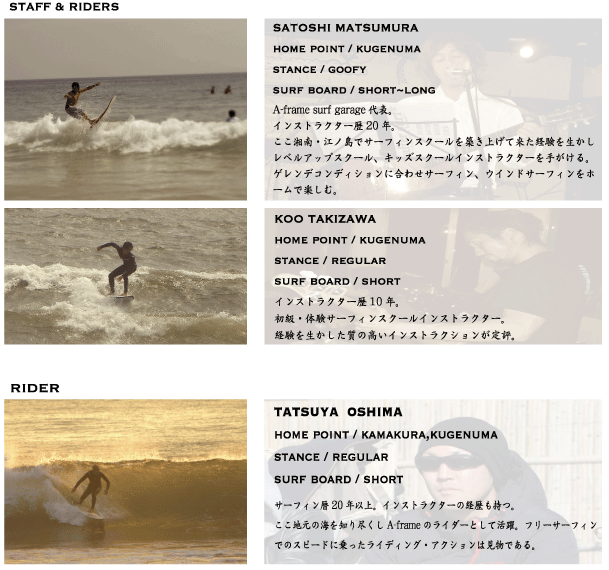 STAFF & RIDERS
SATOSHI MATSUMURA
HOME POINT / KUGENUMA
STANCE / GOOFY
SURF BOARD / SHORT~LONG
A-frame surf garage 代表。
インストラクター歴20年。
ここ湘南・江ノ島でサーフィンスクールを築き上げて来た経験を生かし
レベルアップスクール、キッズスクールインストラクターを手がける。
ゲレンデコンディションに合わせサーフィン、ウインドサーフィンをホ
ームで楽しむ。
KOO TAKIZAWA
HOME POINT / KUGENUMA
STANCE / REGULAR
SURF BOARD / SHORT
インストラクター歴10年。
初級・体験サーフィンスクールインストラクター。
経験を生かした質の高いインストラクションが定評。
RIDER
TATSUYA OSHIMA
HOME POINT / KAMAKURA,KUGENUMA
STANCE / REGULAR
SURF BOARD / SHORT
サーフィン暦20年以上。インストラクターの経歴も持つ。
ここ地元の海を知り尽くしA-frameのライダーとして活躍。フリーサーフィン
でのスピードに乗ったライディング・アクションは見物である。